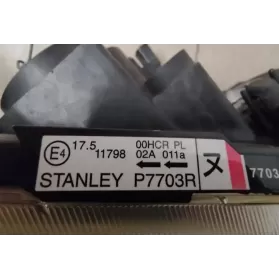 E4 17.5 11798 00HCR PL
02A 011a
STANLEY P7703R
ヌ
7703